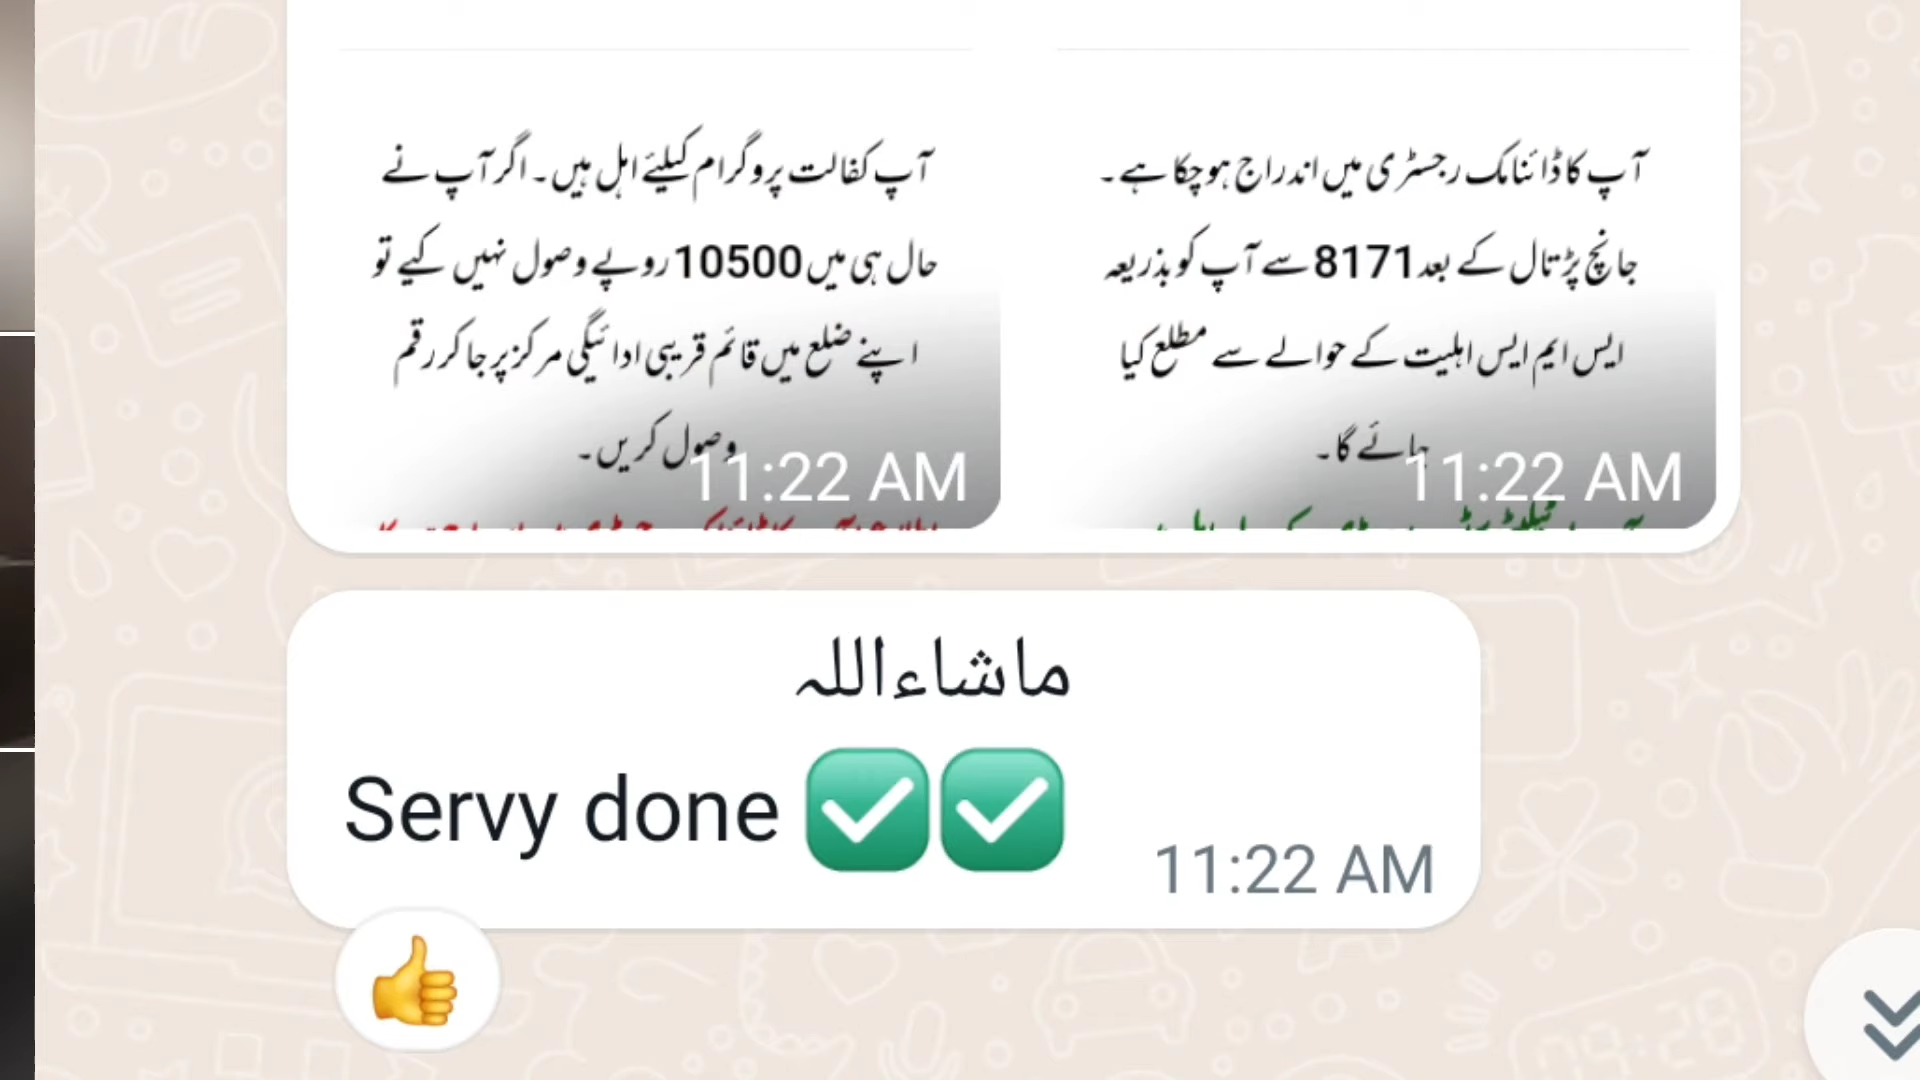 آپ کفالت پروگرام کیلئے اہل ہیں۔ اگر آپ نے
حال ہی میں 10500 روپے وصول نہیں کیے تو
اپنے ضلع میں قائم قریبی ادائیگی مرکز پر جا کر رقم
وصول کریں۔
11:22 AM
آپ کا ڈائنامک رجسٹری میں اندراج ہو چکا ہے۔
جانچ پڑتال کے بعد 8171 سے آپ کو بذریعہ
ایس ایم ایس اہلیت کے حوالے سے مطلع کیا
جائے گا۔
11:22 AM
ماشاءاللہ
Servy done ✅✅
11:22 AM
👍